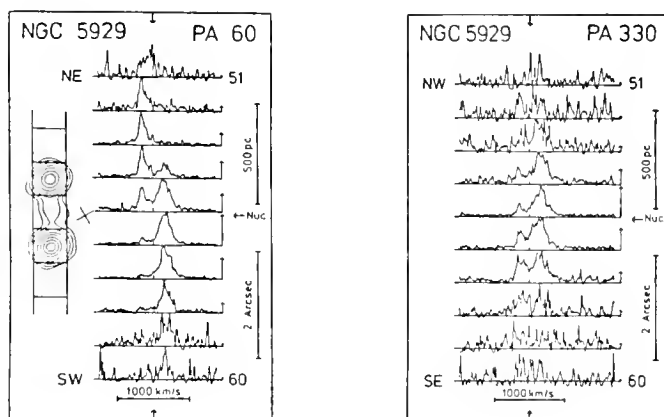 NGC 5929 PA 60
NE 51
500 pc
←Nuc
2 Arcsec
SW 60
1000 km/s
NGC 5929 PA 330
NW 51
500 pc
←Nuc
2 Arcsec
SE 60
1000 km/s